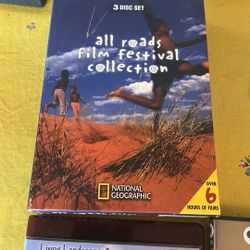 3 DISC SET
all roads
film festival
collection
NATIONAL
GEOGRAPHIC
OVER
6
HOURS OF FILMS